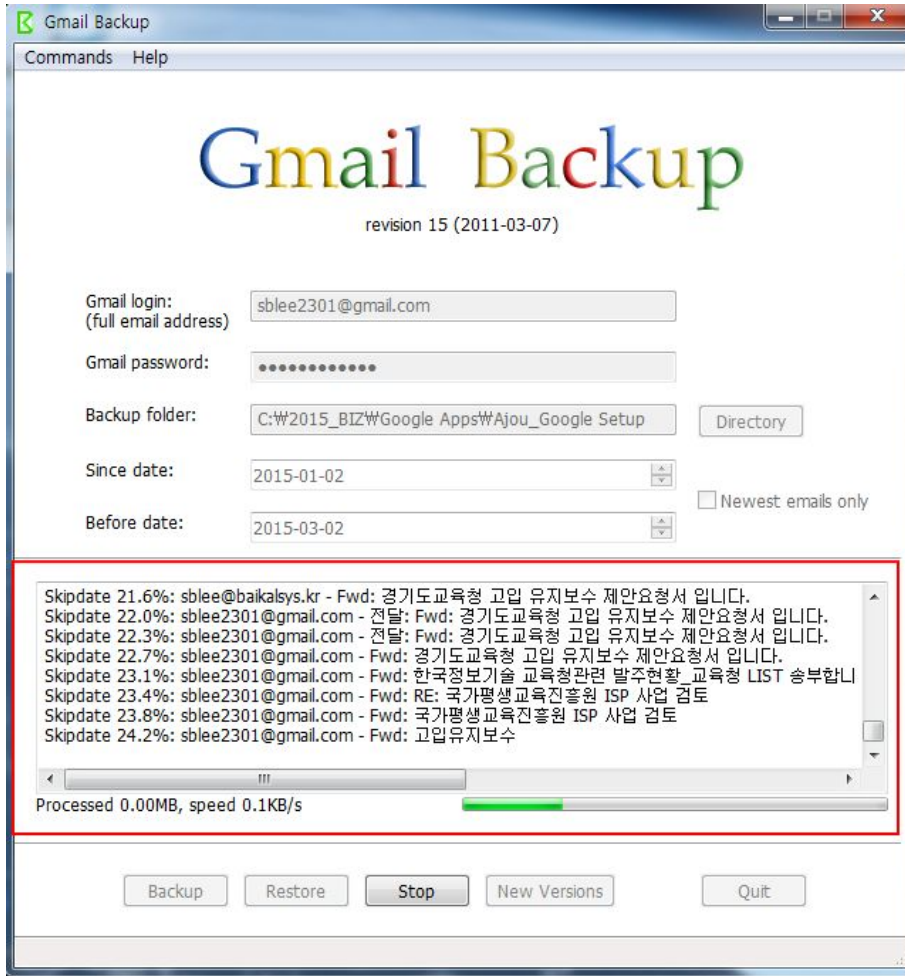 Gmail Backup
Commands Help
Gmail Backup
revision 15 (2011-03-07)
Gmail login:
(full email address)
sblee2301@gmail.com
Gmail password:
●●●●●●●●●●●●
Backup folder:
C:₩2015_BIZ₩Google Apps₩Ajou_Google Setup
Directory
Since date:
2015-01-02
Newest emails only
Before date:
2015-03-02
Skipdate 21.6%: sblee@baikalsys.kr - Fwd: 경기도교육청 고입 유지보수 제안요청서 입니다.
Skipdate 22.0%: sblee2301@gmail.com - 전달: Fwd: 경기도교육청 고입 유지보수 제안요청서 입니다.
Skipdate 22.3%: sblee2301@gmail.com - 전달: Fwd: 경기도교육청 고입 유지보수 제안요청서 입니다.
Skipdate 22.7%: sblee2301@gmail.com - Fwd: 경기도교육청 고입 유지보수 제안요청서 입니다.
Skipdate 23.1%: sblee2301@gmail.com - Fwd: 한국정보기술 교육청관련 발주현황_교육청 LIST 송부합니
Skipdate 23.4%: sblee2301@gmail.com - Fwd: RE: 국가평생교육진흥원 ISP 사업 검토
Skipdate 23.8%: sblee2301@gmail.com - Fwd: 국가평생교육진흥원 ISP 사업 검토
Skipdate 24.2%: sblee2301@gmail.com - Fwd: 고입유지보수
Processed 0.00MB, speed 0.1KB/s
Backup Restore Stop New Versions Quit